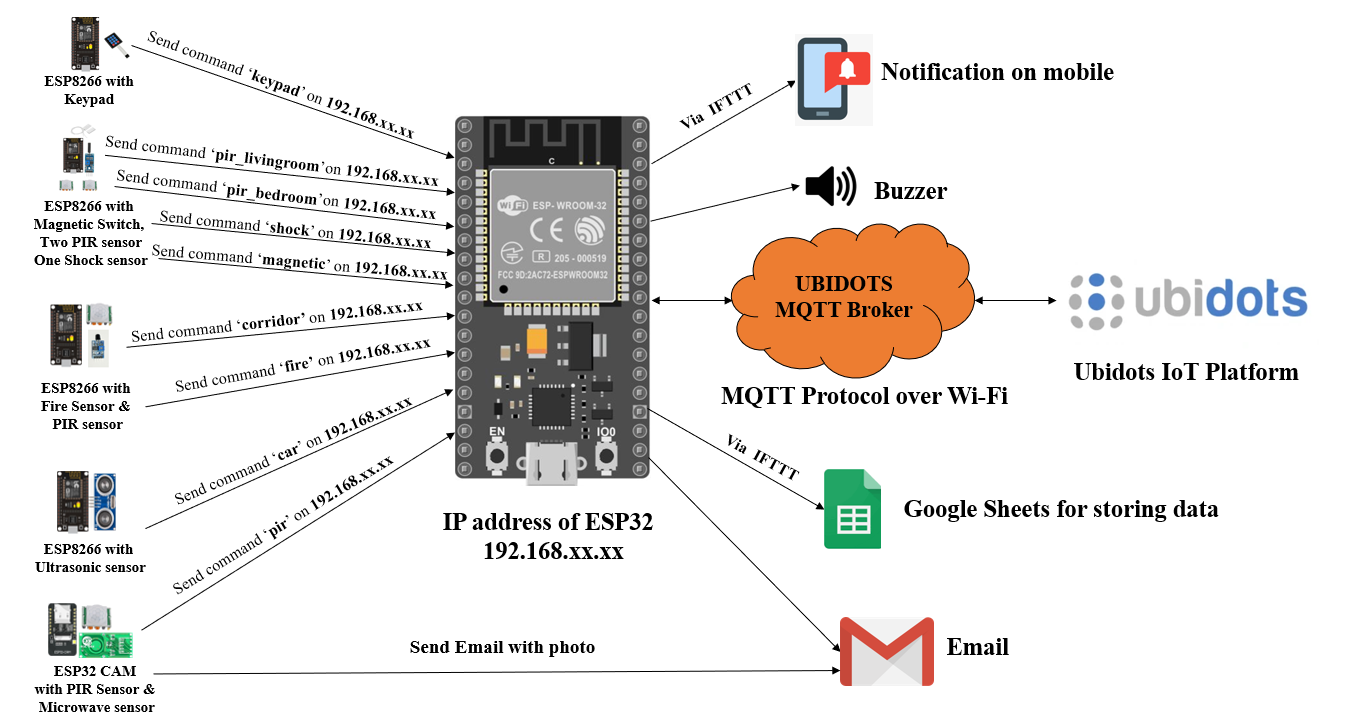 ESP8266 with
Keypad
Send command ‘keypad’ on 192.168.xx.xx
ESP8266 with
Magnetic Switch,
Two PIR sensor
One Shock sensor
Send command ‘pir_livingroom’on 192.168.xx.xx
Send command ‘pir_bedroom’on 192.168.xx.xx
Send command ‘shock’ on 192.168.xx.xx
Send command ‘magnetic’ on 192.168.xx.xx
ESP8266 with
Fire Sensor &
PIR sensor
Send command ‘corridor’ on 192.168.xx.xx
Send command ‘fire’ on 192.168.xx.xx
ESP8266 with
Ultrasonic sensor
Send command ‘car’ on 192.168.xx.xx
ESP32 CAM
with PIR Sensor &
Microwave sensor
Send command ‘pir’ on 192.168.xx.xx
Send Email with photo
C
WiFi ESP- WROOM-32
CE
R 205 - 000519
FCC 9D:2AC72-ESPWROOM32
EN
IO0
IP address of ESP32
192.168.xx.xx
Via IFTTT
Notification on mobile
Buzzer
UBIDOTS
MQTT Broker
MQTT Protocol over Wi-Fi
ubidots
Ubidots IoT Platform
Via IFTTT
Google Sheets for storing data
Email